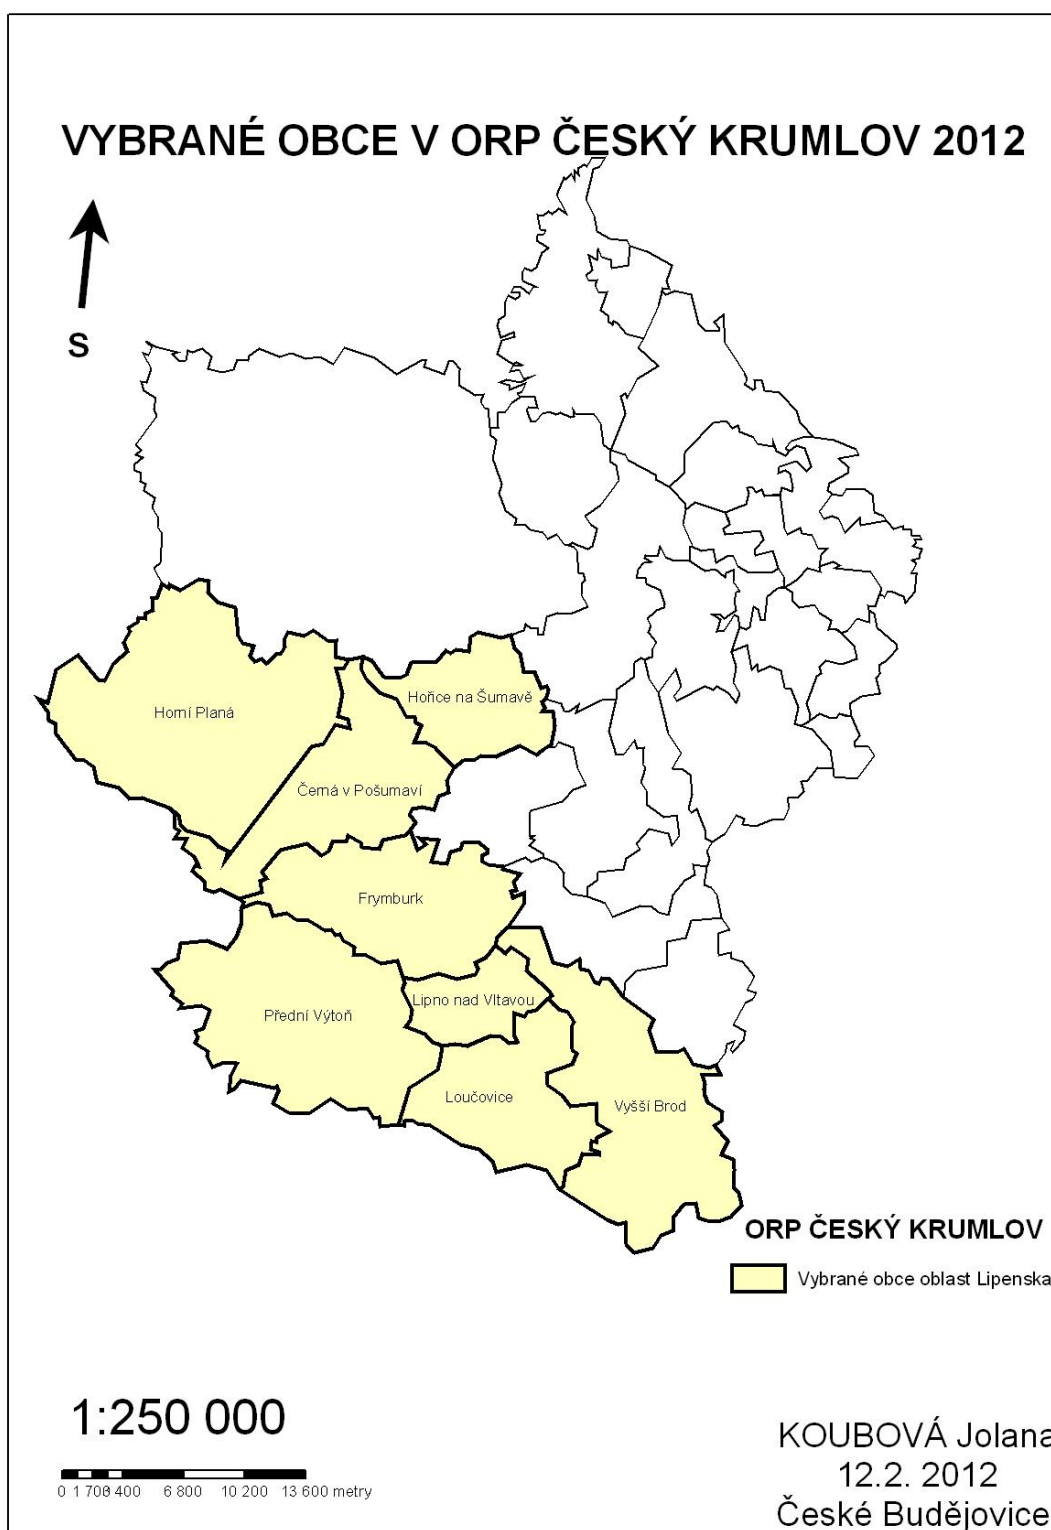 VYBRANÉ OBCE V ORP ČESKÝ KRUMLOV 2012
S
Hořice na Šumavě
Horní Planá
Černá v Pošumaví
Frymburk
Lipno nad Vltavou
Přední Výtoň
Loučovice
Vyšší Brod
ORP ČESKÝ KRUMLOV
Vybrané obce oblast Lipenska
1:250 000
0 1 700 3 400 6 800 10 200 13 600 metry
KOUBOVÁ Jolana
12.2. 2012
České Budějovice